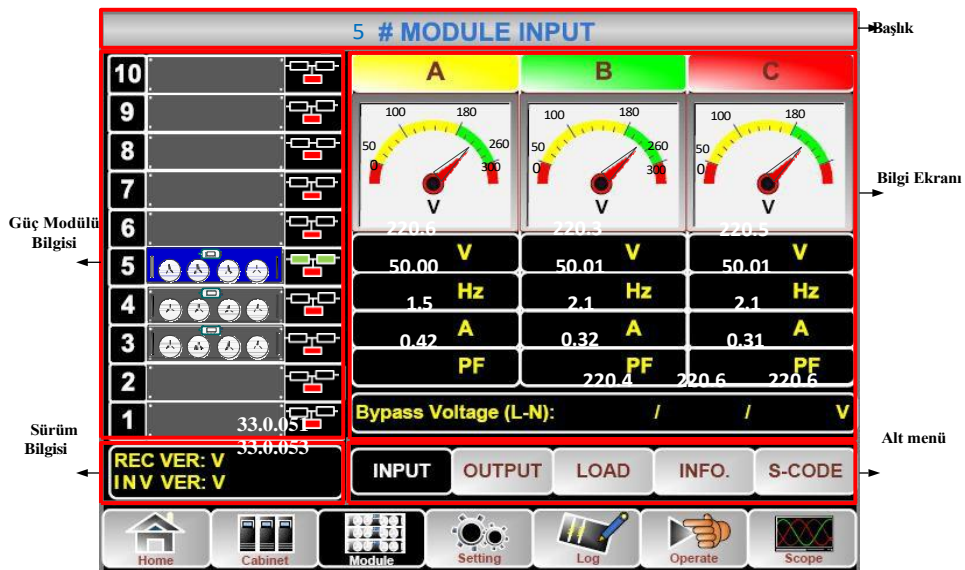 5 # MODULE INPUT
Başlık
10
9
8
7
6
5
4
3
2
1
Güç Modülü
Bilgisi
A B C
50 100 180 260 300 0
V
50 100 180 260 300 0
V
50 100 180 0
V
Bilgi Ekranı
220.6 V 220.3 V 220.5 V
50.00 Hz 50.01 Hz 50.01 Hz
1.5 A 2.1 A 2.1 A
0.42 PF 0.32 PF 0.31 PF
220.4 220.6 220.6
Bypass Voltage (L-N): / / V
Sürüm
Bilgisi
33.0.051
33.0.053
REC VER: V
INV VER: V
INPUT OUTPUT LOAD INFO. S-CODE
Alt menü
Home Cabinet Module Setting Log Operate Scope